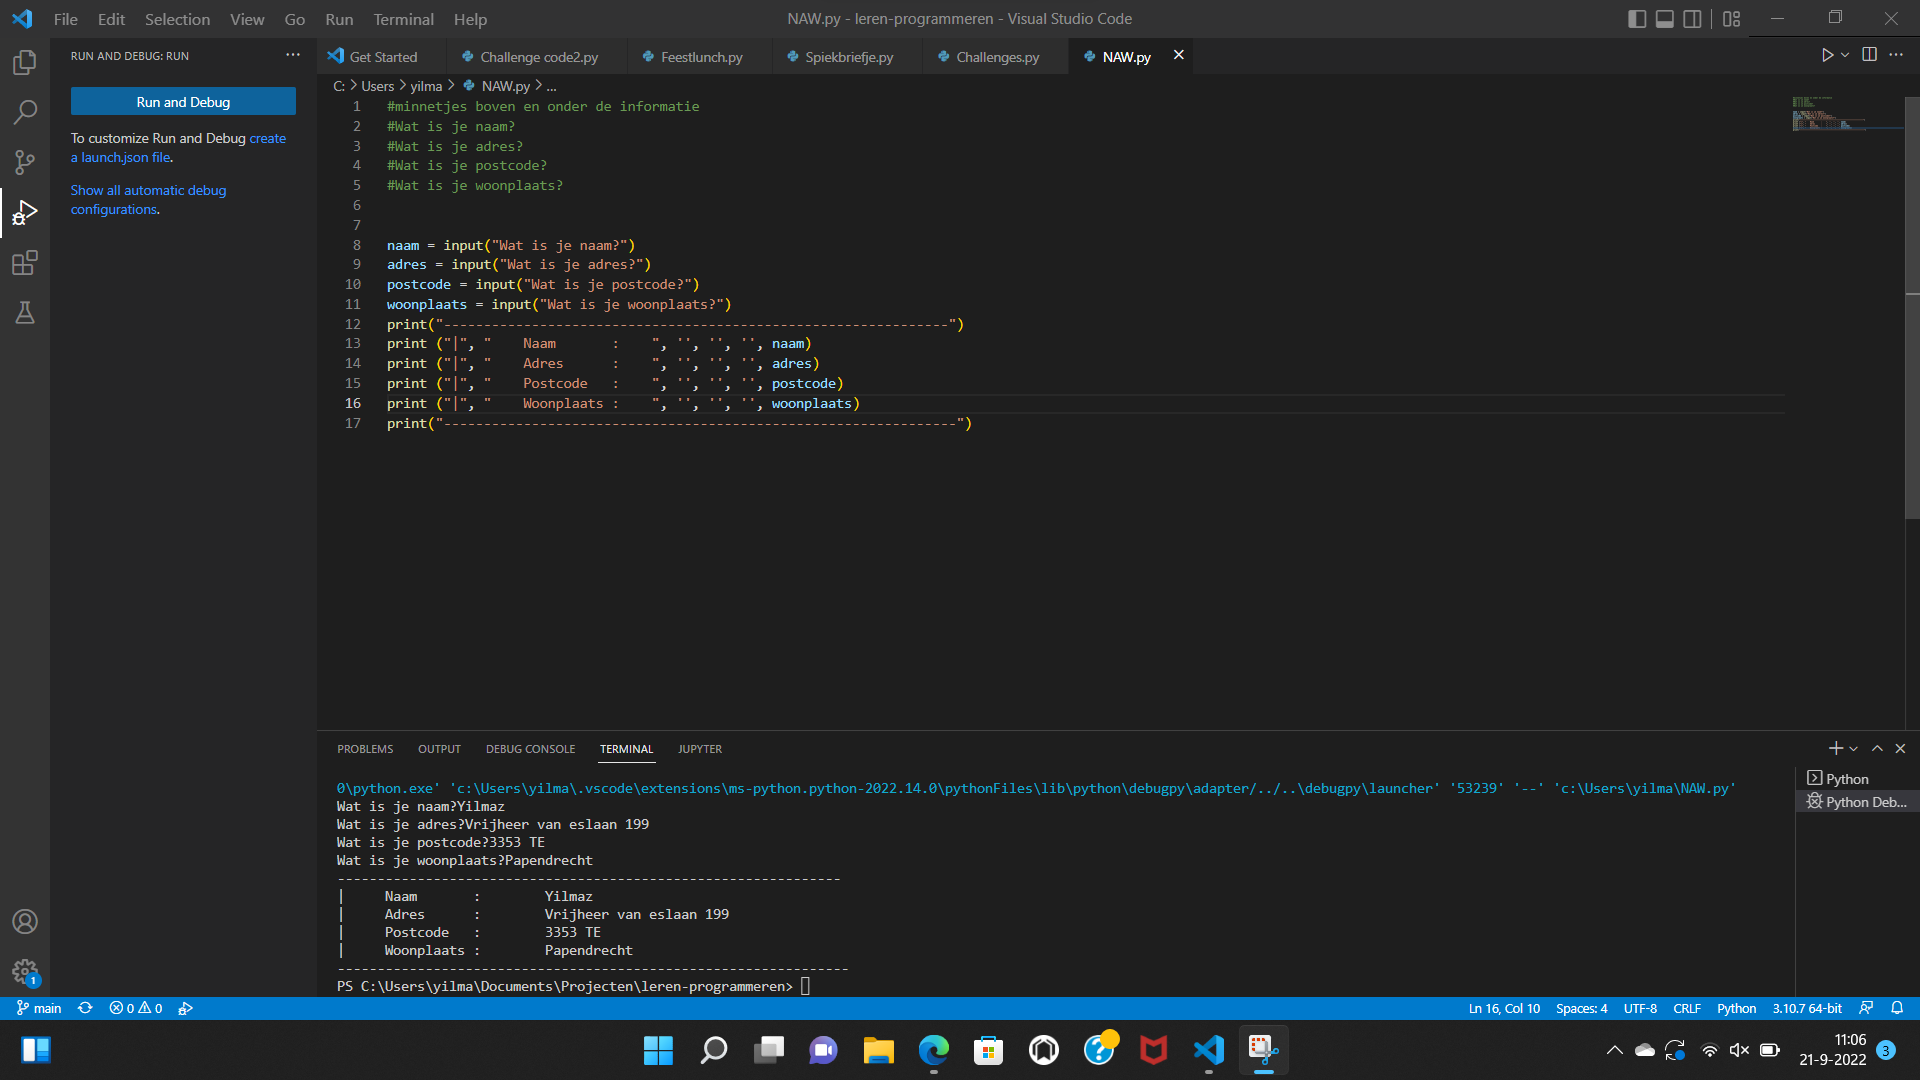 File Edit Selection View Go Run Terminal Help
NAW.py - leren-programmeren - Visual Studio Code
RUN AND DEBUG: RUN
Run and Debug
To customize Run and Debug create
a launch.json file.
Show all automatic debug
configurations.
Get Started Challenge code2.py Feestlunch.py Spiekbriefje.py Challenges.py NAW.py
C: > Users > yilma > NAW.py > ...
1 #minnetjes boven en onder de informatie
2 #Wat is je naam?
3 #Wat is je adres?
4 #Wat is je postcode?
5 #Wat is je woonplaats?
6
7
8 naam = input("Wat is je naam?")
9 adres = input("Wat is je adres?")
10 postcode = input("Wat is je postcode?")
11 woonplaats = input("Wat is je woonplaats?")
12 print("---------------------------------------------------------------")
13 print ("|", "    Naam       :    ", '', '', '', naam)
14 print ("|", "    Adres      :    ", '', '', '', adres)
15 print ("|", "    Postcode   :    ", '', '', '', postcode)
16 print ("|", "    Woonplaats :    ", '', '', '', woonplaats)
17 print("----------------------------------------------------------------")
PROBLEMS OUTPUT DEBUG CONSOLE TERMINAL JUPYTER
0\python.exe' 'c:\Users\yilma\.vscode\extensions\ms-python.python-2022.14.0\pythonFiles\lib\python\debugpy\adapter/../..\debugpy\launcher' '53239' '--' 'c:\Users\yilma\NAW.py'
Wat is je naam?Yilmaz
Wat is je adres?Vrijheer van eslaan 199
Wat is je postcode?3353 TE
Wat is je woonplaats?Papendrecht
---------------------------------------------------------------
|     Naam       :        Yilmaz
|     Adres      :        Vrijheer van eslaan 199
|     Postcode   :        3353 TE
|     Woonplaats :        Papendrecht
----------------------------------------------------------------
PS C:\Users\yilma\Documents\Projecten\leren-programmeren>
Python
Python Deb...
main 0 0
Ln 16, Col 10 Spaces: 4 UTF-8 CRLF Python 3.10.7 64-bit
1
11:06
21-9-2022
3